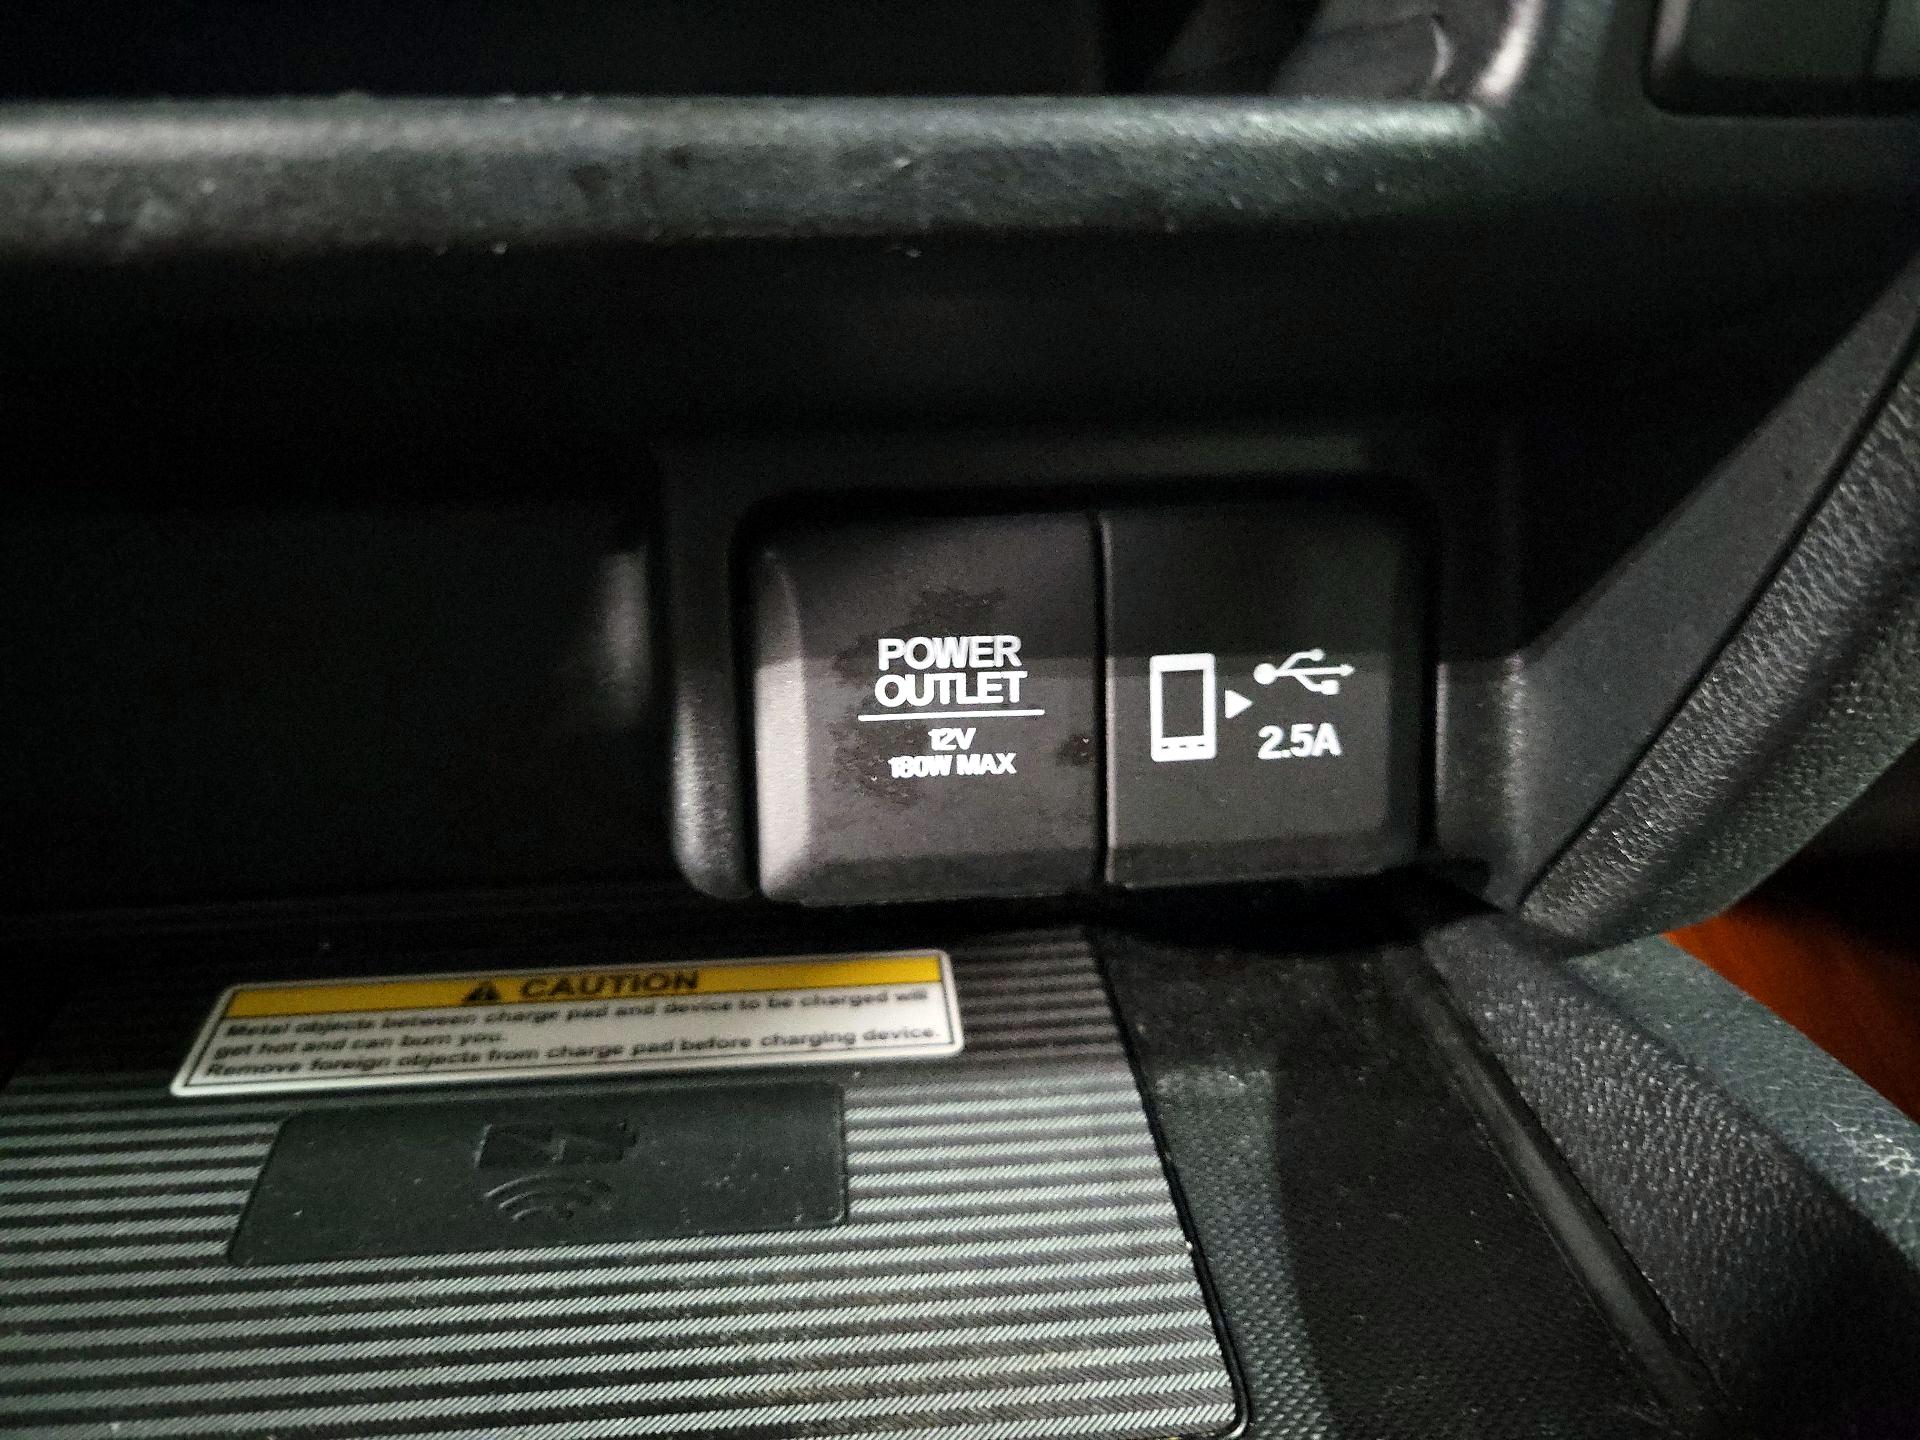 POWER
OUTLET
12V
180W MAX
2.5A
CAUTION
Metal objects between charge pad and device to be charged will
get hot and can burn you.
Remove foreign objects from charge pad before charging device.